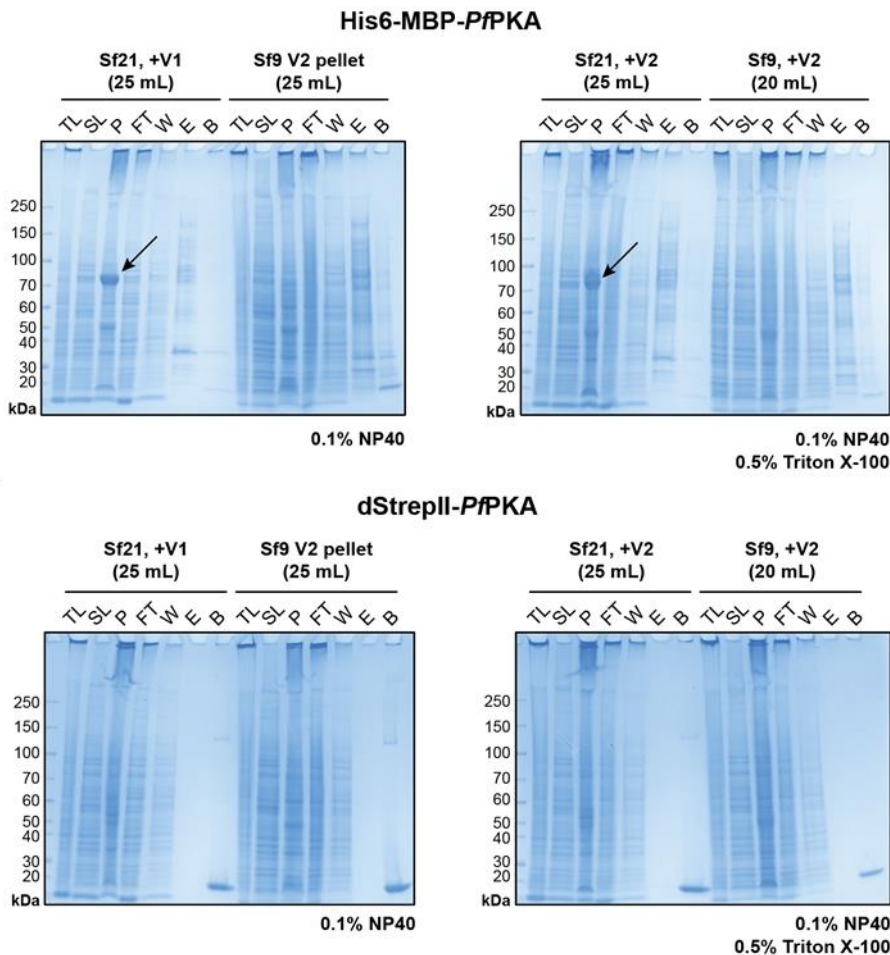 His6-MBP-PfPKA
Sf21, +V1
(25 mL)
Sf9 V2 pellet
(25 mL)
TL SL P FT W E B TL SL P FT W E B
250
150
100
70
60
50
40
30
20
kDa
0.1% NP40
Sf21, +V2
(25 mL)
Sf9, +V2
(20 mL)
TL SL P FT W E B TL SL P FT W E B
250
150
100
70
60
50
40
30
20
kDa
0.1% NP40
0.5% Triton X-100
dStrepII-PfPKA
Sf21, +V1
(25 mL)
Sf9 V2 pellet
(25 mL)
TL SL P FT W E B TL SL P FT W E B
250
150
100
70
60
50
40
30
20
kDa
0.1% NP40
Sf21, +V2
(25 mL)
Sf9, +V2
(20 mL)
TL SL P FT W E B TL SL P FT W E B
250
150
100
70
60
50
40
30
20
kDa
0.1% NP40
0.5% Triton X-100